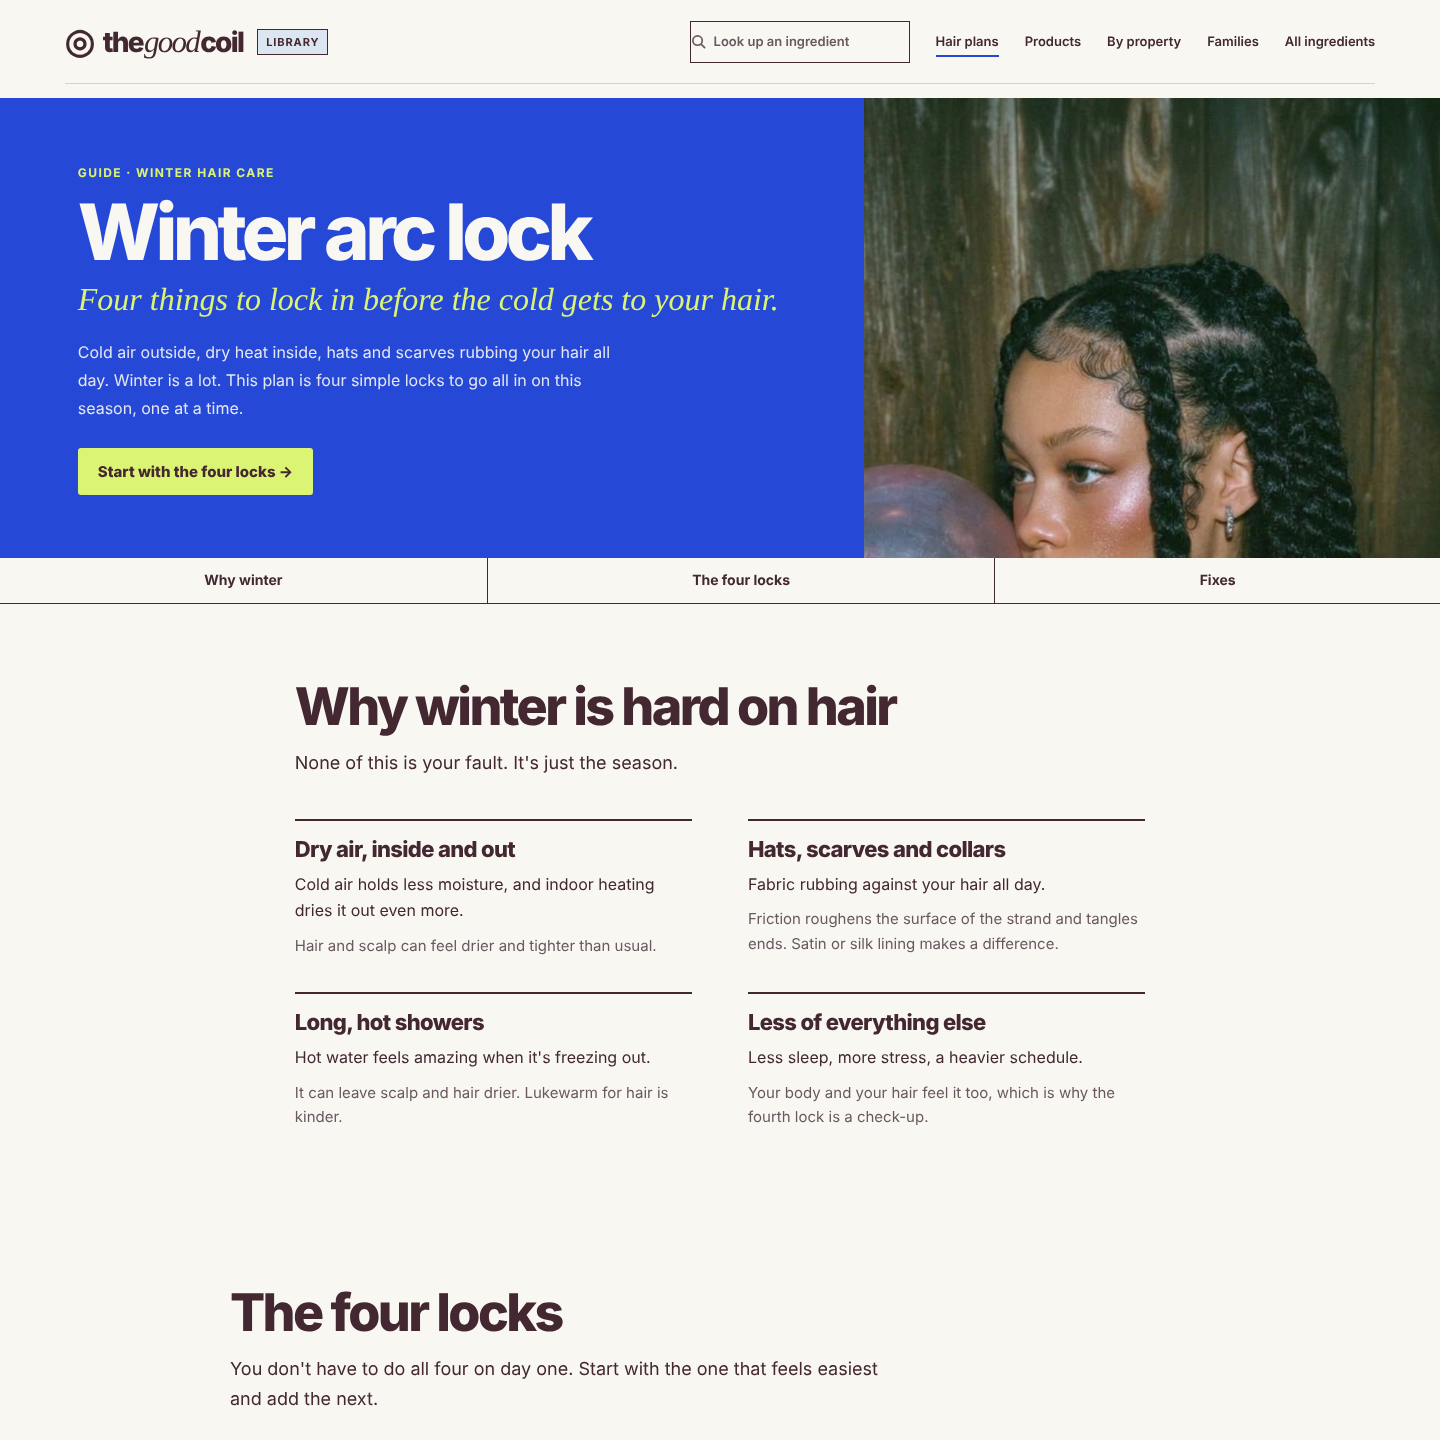 thegoodcoil LIBRARY
Look up an ingredient
Hair plans Products By property Families All ingredients
GUIDE · WINTER HAIR CARE
Winter arc lock
Four things to lock in before the cold gets to your hair.
Cold air outside, dry heat inside, hats and scarves rubbing your hair all
day. Winter is a lot. This plan is four simple locks to go all in on this
season, one at a time.
Start with the four locks →
Why winter The four locks Fixes
Why winter is hard on hair
None of this is your fault. It's just the season.
Dry air, inside and out
Cold air holds less moisture, and indoor heating
dries it out even more.
Hair and scalp can feel drier and tighter than usual.
Hats, scarves and collars
Fabric rubbing against your hair all day.
Friction roughens the surface of the strand and tangles
ends. Satin or silk lining makes a difference.
Long, hot showers
Hot water feels amazing when it's freezing out.
It can leave scalp and hair drier. Lukewarm for hair is
kinder.
Less of everything else
Less sleep, more stress, a heavier schedule.
Your body and your hair feel it too, which is why the
fourth lock is a check-up.
The four locks
You don't have to do all four on day one. Start with the one that feels easiest
and add the next.